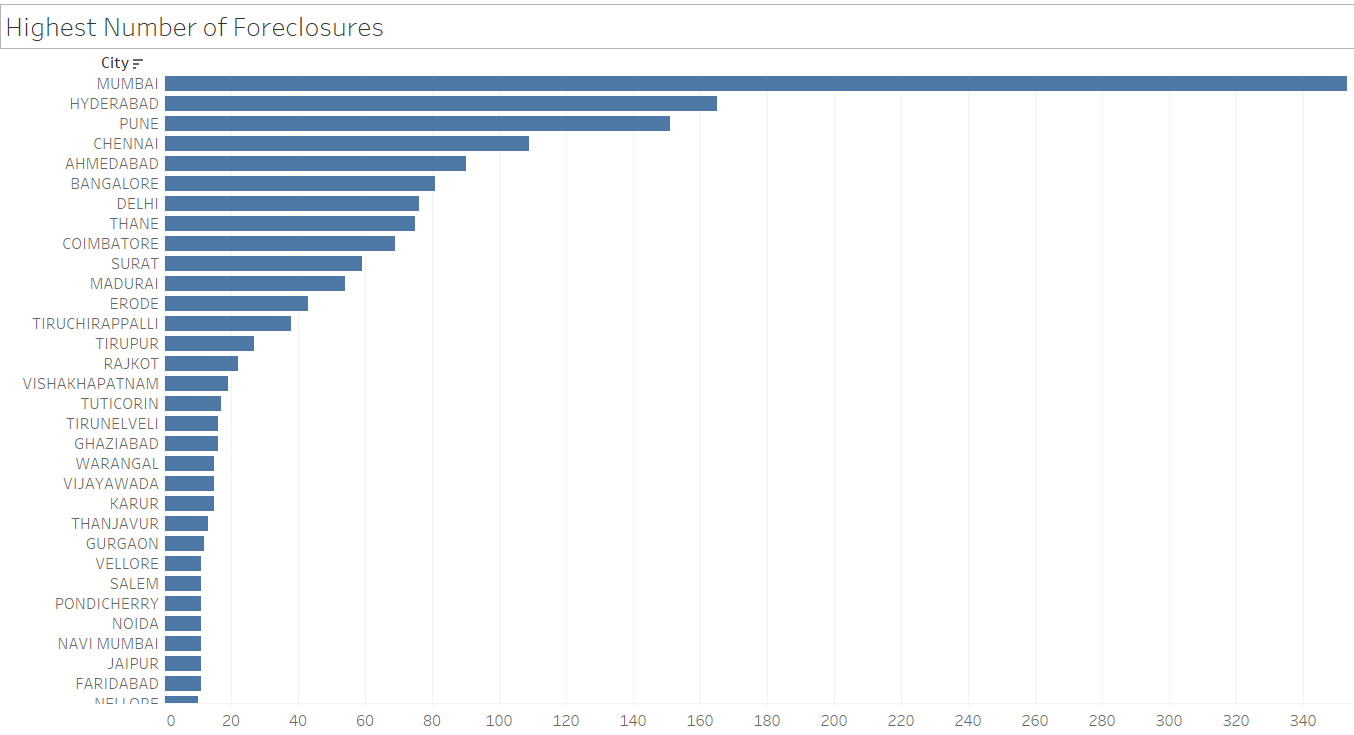 Highest Number of Foreclosures
City
MUMBAI
HYDERABAD
PUNE
CHENNAI
AHMEDABAD
BANGALORE
DELHI
THANE
COIMBATORE
SURAT
MADURAI
ERODE
TIRUCHIRAPPALLI
TIRUPUR
RAJKOT
VISHAKHAPATNAM
TUTICORIN
TIRUNELVELI
GHAZIABAD
WARANGAL
VIJAYAWADA
KARUR
THANJAVUR
GURGAON
VELLORE
SALEM
PONDICHERRY
NOIDA
NAVI MUMBAI
JAIPUR
FARIDABAD
NELLORE
0 20 40 60 80 100 120 140 160 180 200 220 240 260 280 300 320 340